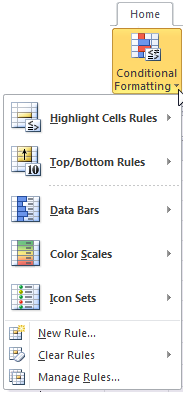 Home
Conditional
Formatting
Highlight Cells Rules
Top/Bottom Rules
10
Data Bars
Color Scales
Icon Sets
New Rule...
Clear Rules
Manage Rules...